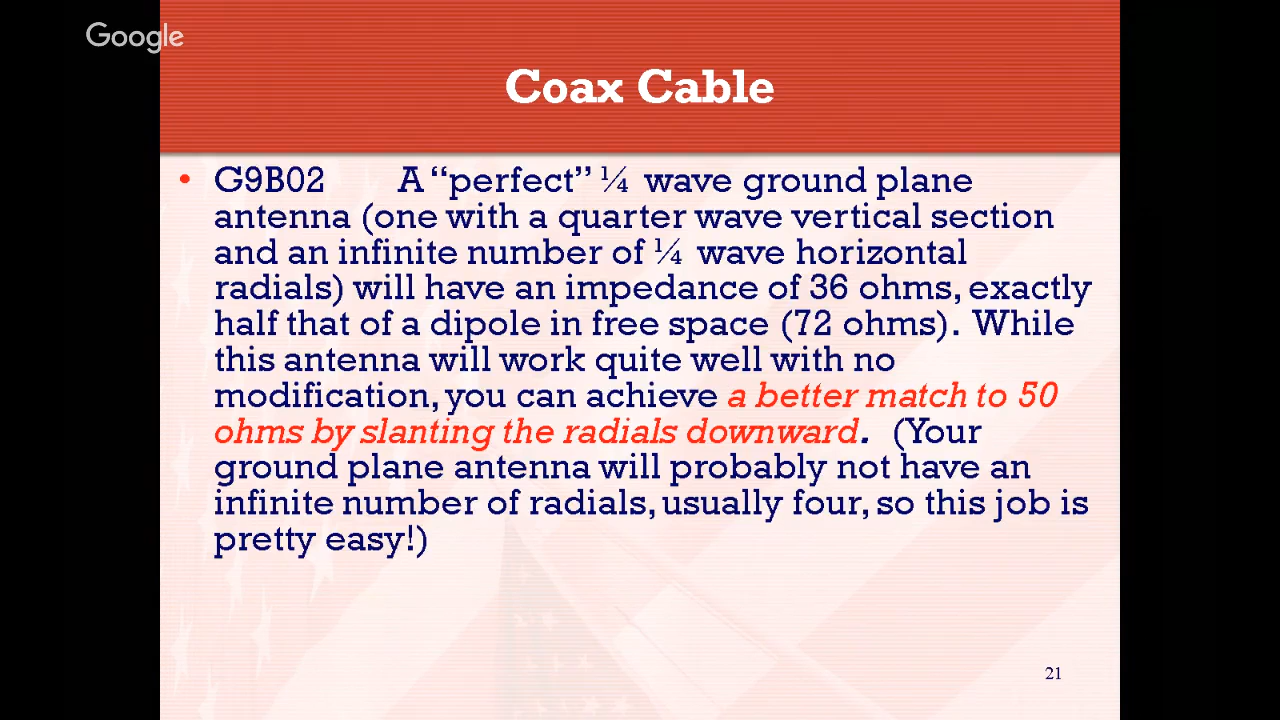 Google
Coax Cable
• G9B02 A “perfect” ¼ wave ground plane
antenna (one with a quarter wave vertical section
and an infinite number of ¼ wave horizontal
radials) will have an impedance of 36 ohms, exactly
half that of a dipole in free space (72 ohms). While
this antenna will work quite well with no
modification, you can achieve a better match to 50
ohms by slanting the radials downward. (Your
ground plane antenna will probably not have an
infinite number of radials, usually four, so this job is
pretty easy!)
21